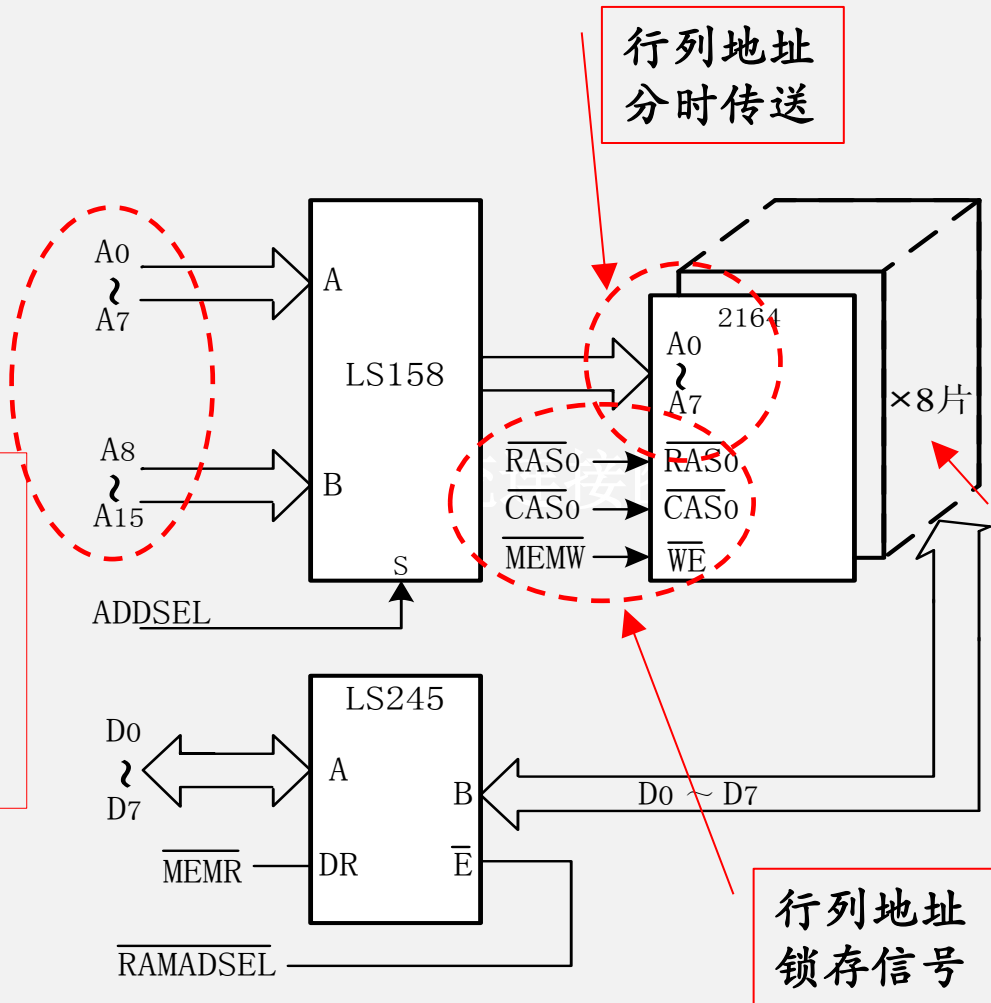 行列地址
分时传送
A0
~
A7
A
LS158
2164
A0
~
A7
×8片
A8
~
A15
B
RAS0
RAS0
CAS0
CAS0
MEMW
WE
S
ADDSEL
LS245
D0
~
D7
A
B
D0 ~ D7
MEMR
DR
E
RAMADSEL
行列地址
锁存信号